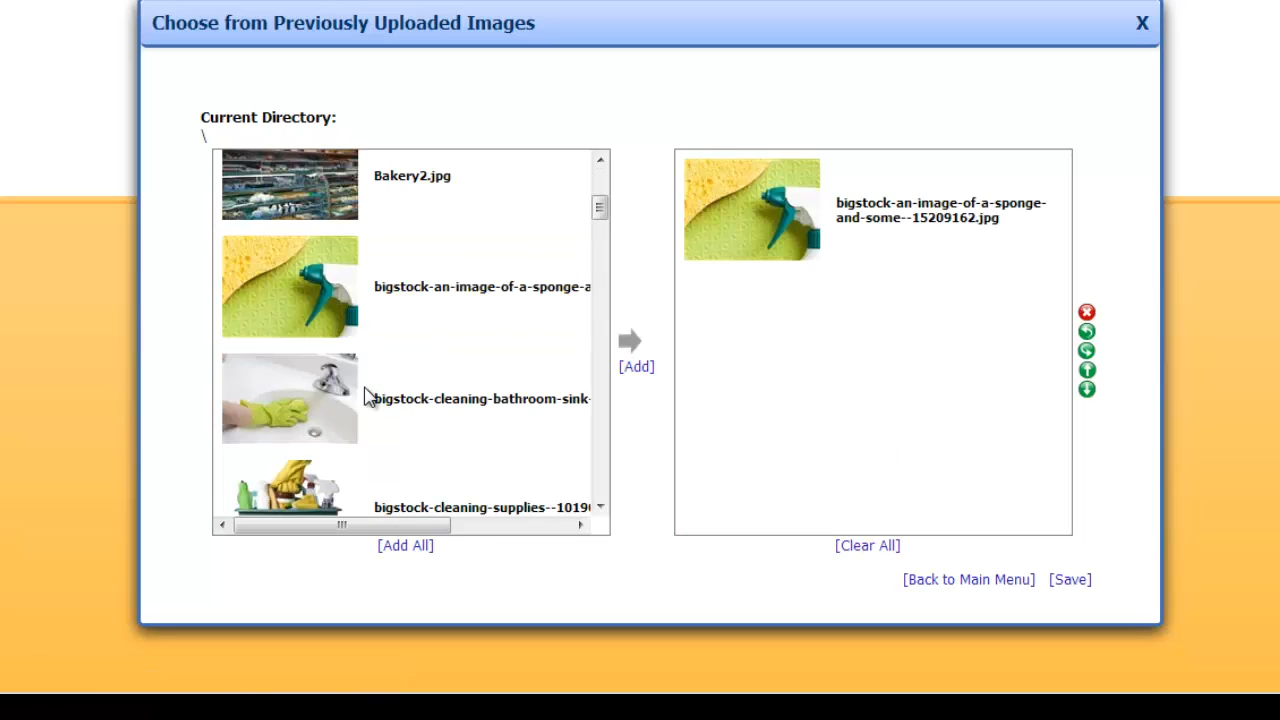 Choose from Previously Uploaded Images
X
Current Directory:
\
Bakery2.jpg
bigstock-an-image-of-a-sponge-a
bigstock-cleaning-bathroom-sink-
bigstock-cleaning-supplies--1019
[Add]
bigstock-an-image-of-a-sponge-
and-some--15209162.jpg
[Add All]
[Clear All]
[Back to Main Menu] [Save]